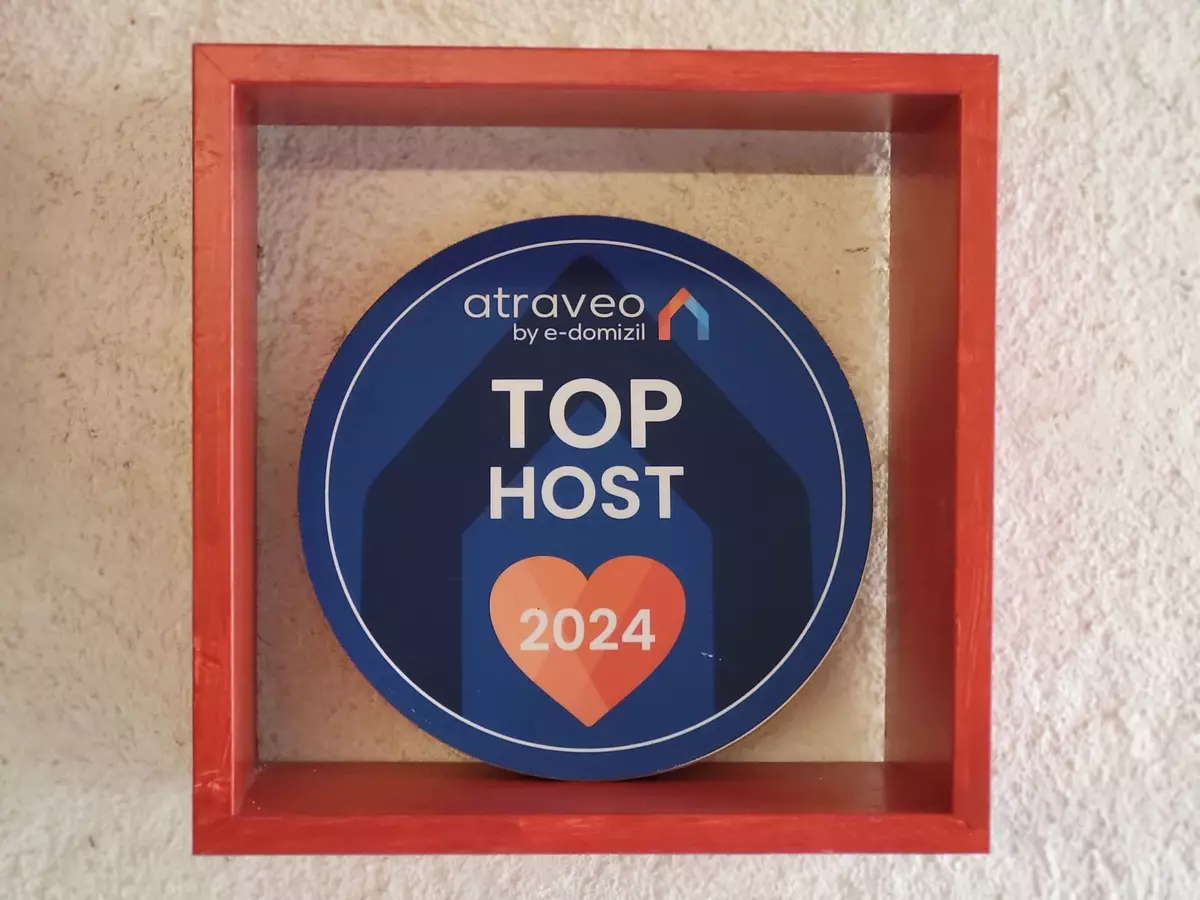 atraveo
by e-domizil
TOP
HOST
2024